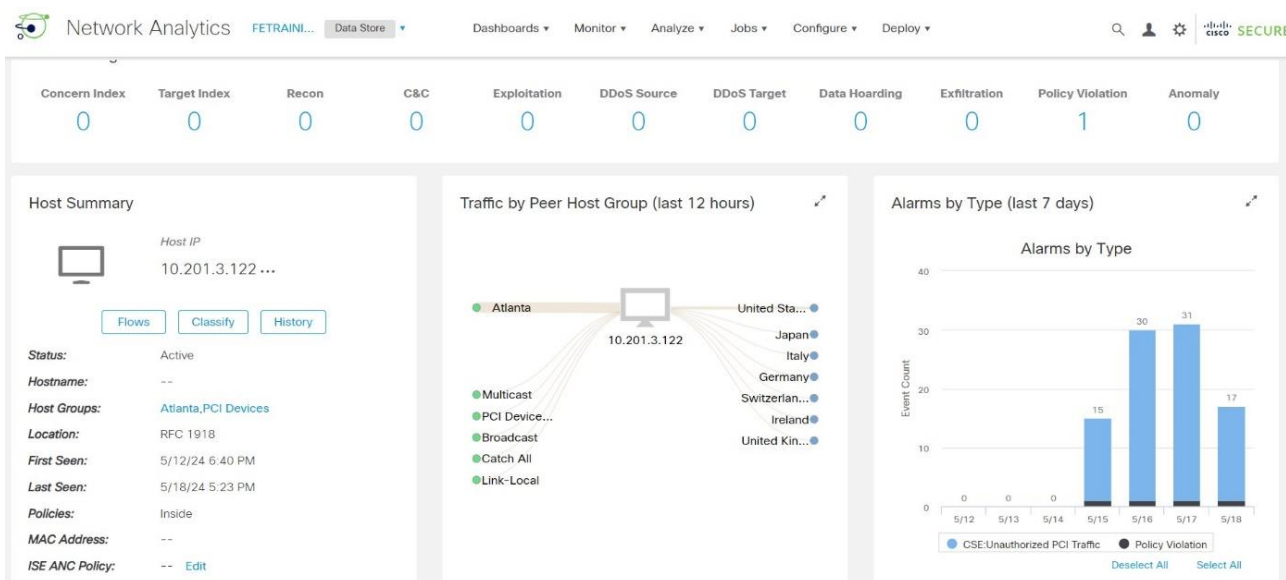 Network Analytics FETRAINI... Data Store Dashboards Monitor Analyze Jobs Configure Deploy cisco SECURE
Concern Index Target Index Recon C&C Exploitation DDoS Source DDoS Target Data Hoarding Exfiltration Policy Violation Anomaly
0 0 0 0 0 0 0 0 0 1 0
Host Summary
Host IP
10.201.3.122 ...
Flows Classify History
Status: Active
Hostname: --
Host Groups: Atlanta,PCI Devices
Location: RFC 1918
First Seen: 5/12/24 6:40 PM
Last Seen: 5/18/24 5:23 PM
Policies: Inside
MAC Address: --
ISE ANC Policy: -- Edit
Traffic by Peer Host Group (last 12 hours)
Atlanta
Multicast
PCI Device...
Broadcast
Catch All
Link-Local
10.201.3.122
United Sta...
Japan
Italy
Germany
Switzerlan...
Ireland
United Kin...
Alarms by Type (last 7 days)
Alarms by Type
Event Count
40
30
20
10
0
0 0 0 15 30 31 17
5/12 5/13 5/14 5/15 5/16 5/17 5/18
CSE:Unauthorized PCI Traffic Policy Violation
Deselect All Select All